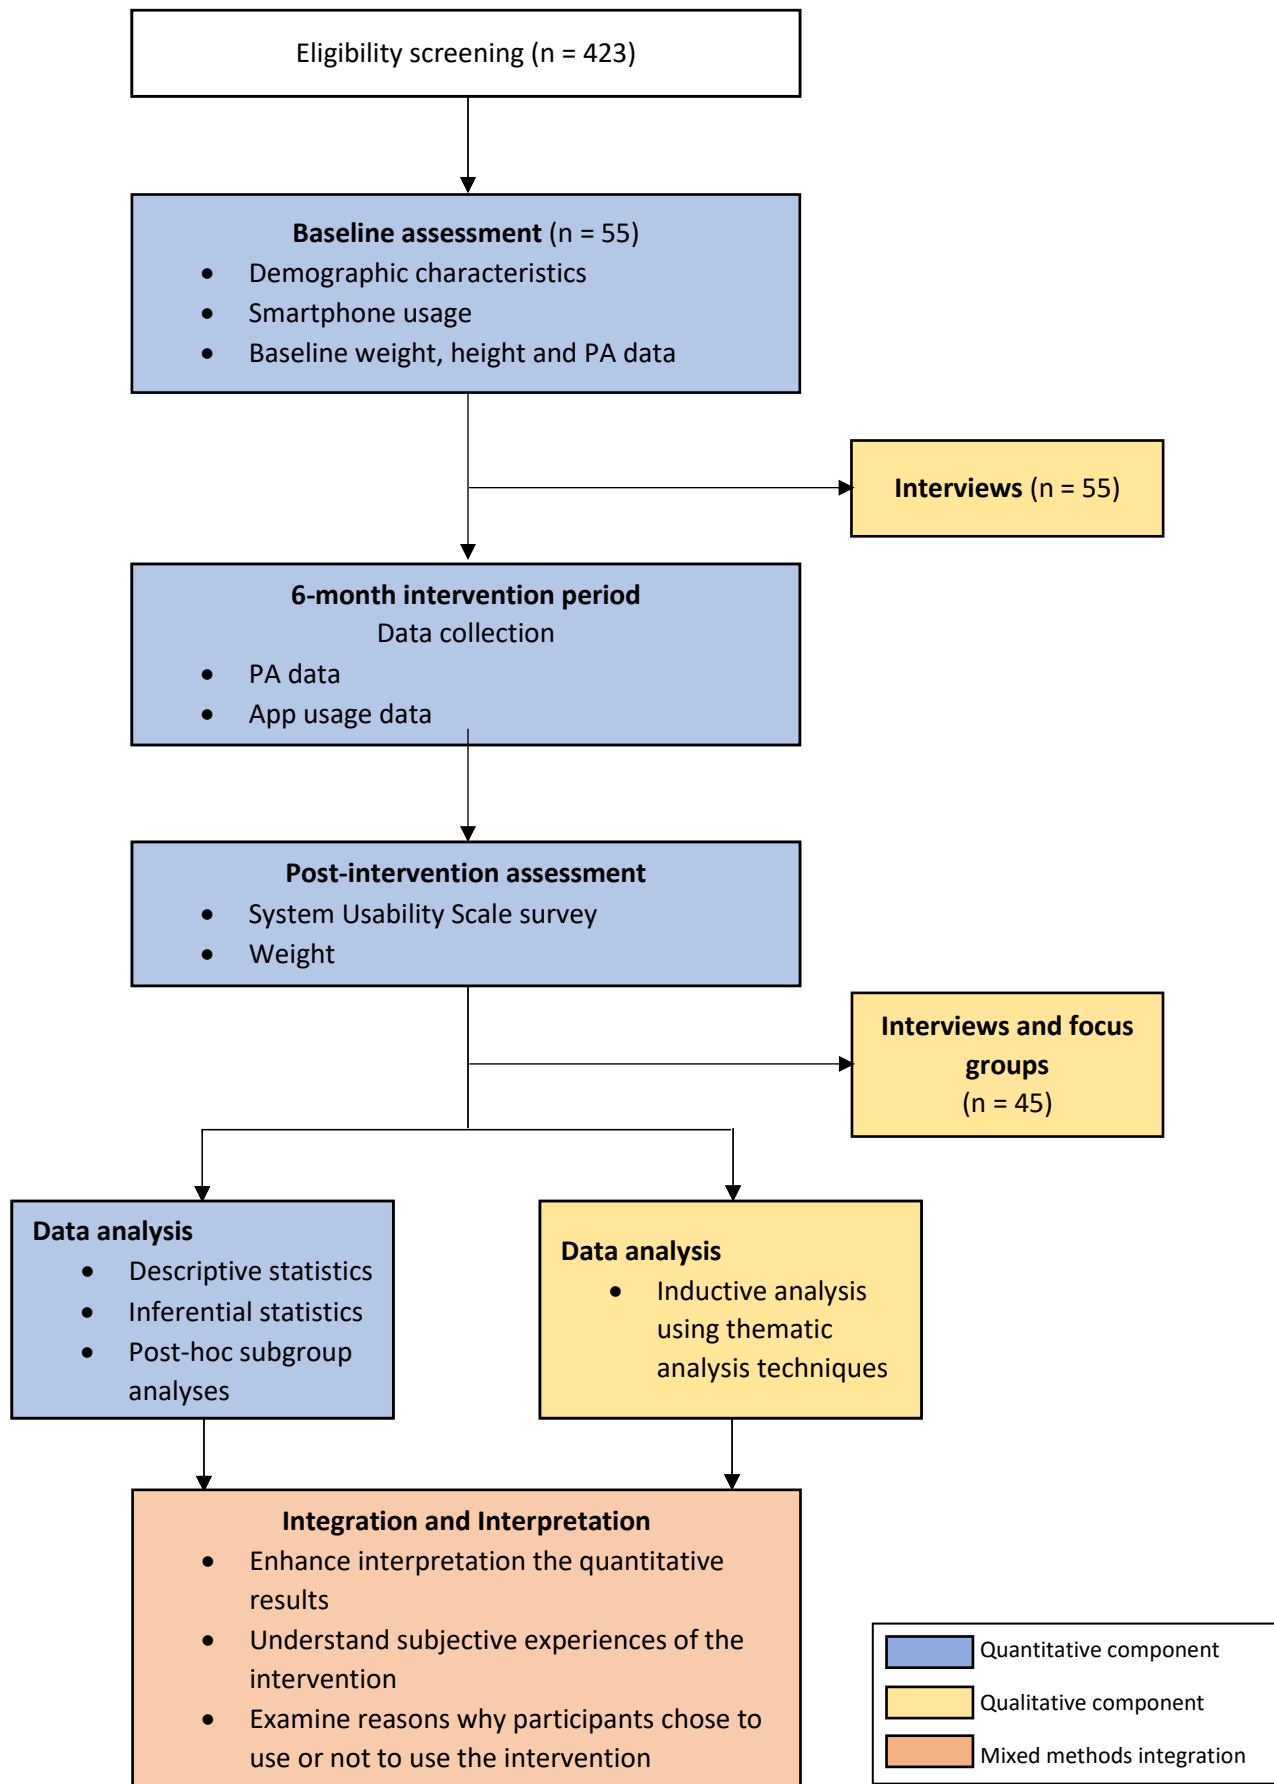 Eligibility screening (n = 423)
Baseline assessment (n = 55)
• Demographic characteristics
• Smartphone usage
• Baseline weight, height and PA data
Interviews (n = 55)
6-month intervention period
Data collection
• PA data
• App usage data
Post-intervention assessment
• System Usability Scale survey
• Weight
Interviews and focus
groups
(n = 45)
Data analysis
• Descriptive statistics
• Inferential statistics
• Post-hoc subgroup
analyses
Data analysis
• Inductive analysis
using thematic
analysis techniques
Integration and Interpretation
• Enhance interpretation the quantitative
results
• Understand subjective experiences of the
intervention
• Examine reasons why participants chose to
use or not to use the intervention
Quantitative component
Qualitative component
Mixed methods integration